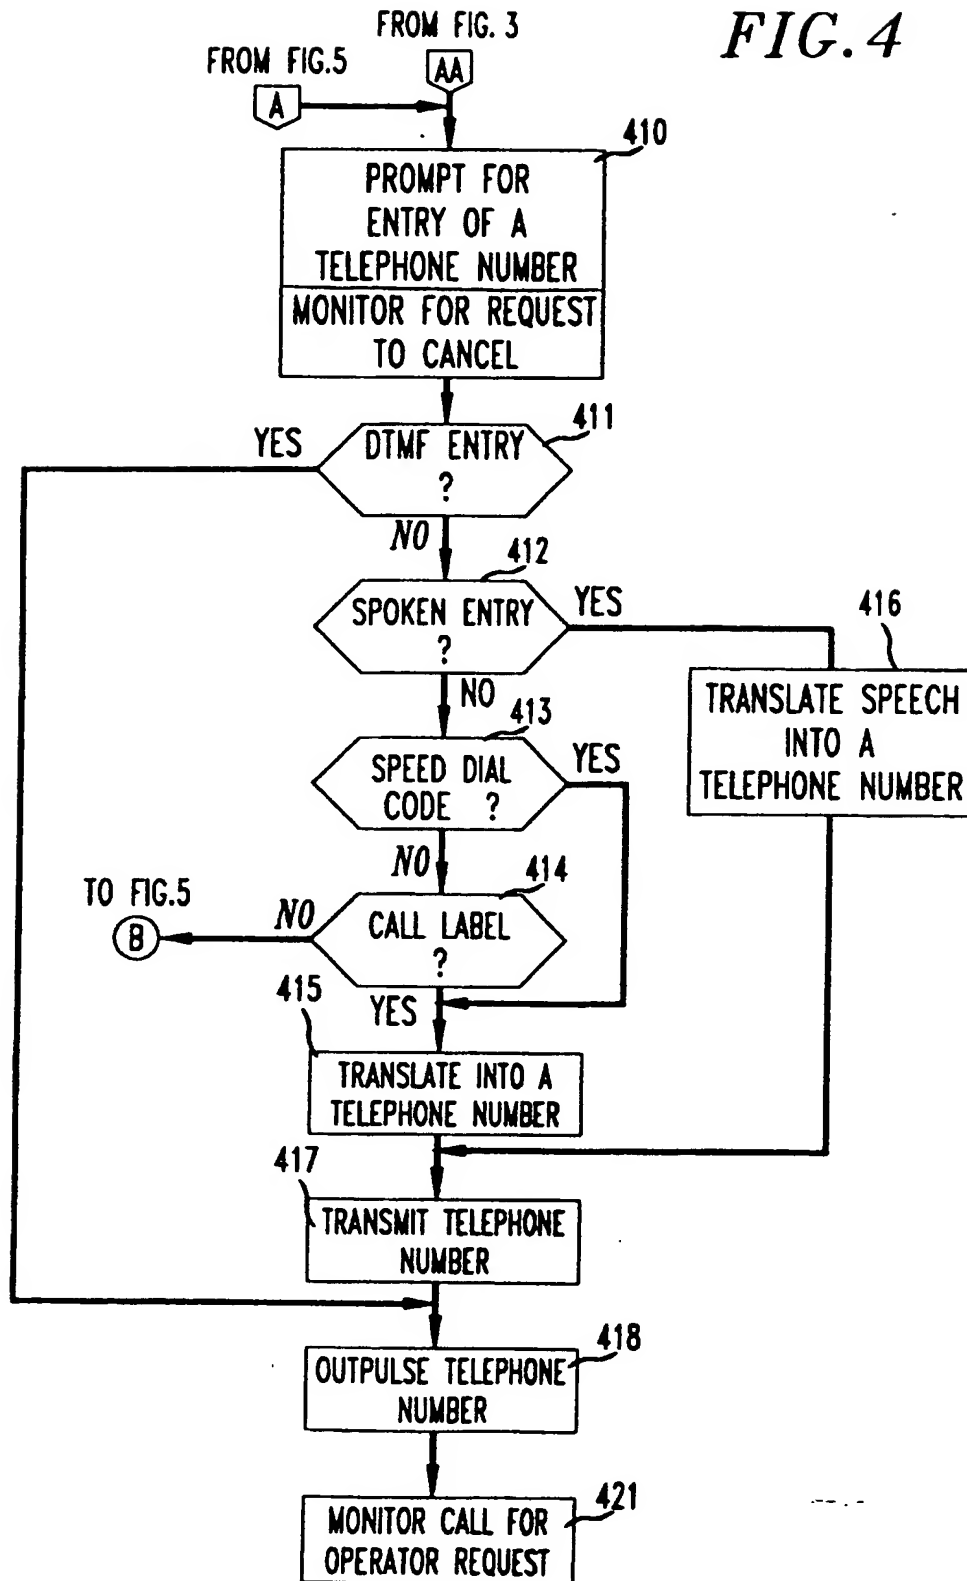 FROM FIG. 3
FIG. 4
FROM FIG.5
AA
A
410
PROMPT FOR
ENTRY OF A
TELEPHONE NUMBER
MONITOR FOR REQUEST
TO CANCEL
411
YES
DTMF ENTRY
?
NO
412
SPOKEN ENTRY
?
YES
416
NO
TRANSLATE SPEECH
INTO A
TELEPHONE NUMBER
413
SPEED DIAL
CODE ?
YES
NO
414
TO FIG.5
B
NO
CALL LABEL
?
415
YES
TRANSLATE INTO A
TELEPHONE NUMBER
417
TRANSMIT TELEPHONE
NUMBER
418
OUTPULSE TELEPHONE
NUMBER
421
MONITOR CALL FOR
OPERATOR REQUEST